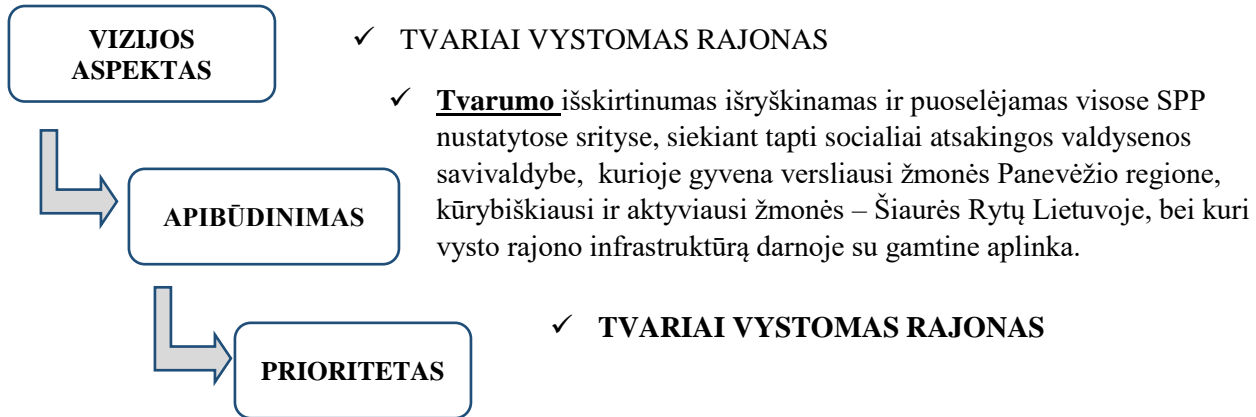 VIZIJOS
ASPEKTAS
✓ TVARIAI VYSTOMAS RAJONAS
✓ Tvarumo išskirtinumas išryškinamas ir puoselėjamas visose SPP
nustatytose srityse, siekiant tapti socialiai atsakingos valdysenos
savivaldybe, kurioje gyvena versliausi žmonės Panevėžio regione,
kūrybiškiausi ir aktyviausi žmonės – Šiaurės Rytų Lietuvoje, bei kuri
vysto rajono infrastruktūrą darnoje su gamtine aplinka.
APIBŪDINIMAS
✓ TVARIAI VYSTOMAS RAJONAS
PRIORITETAS